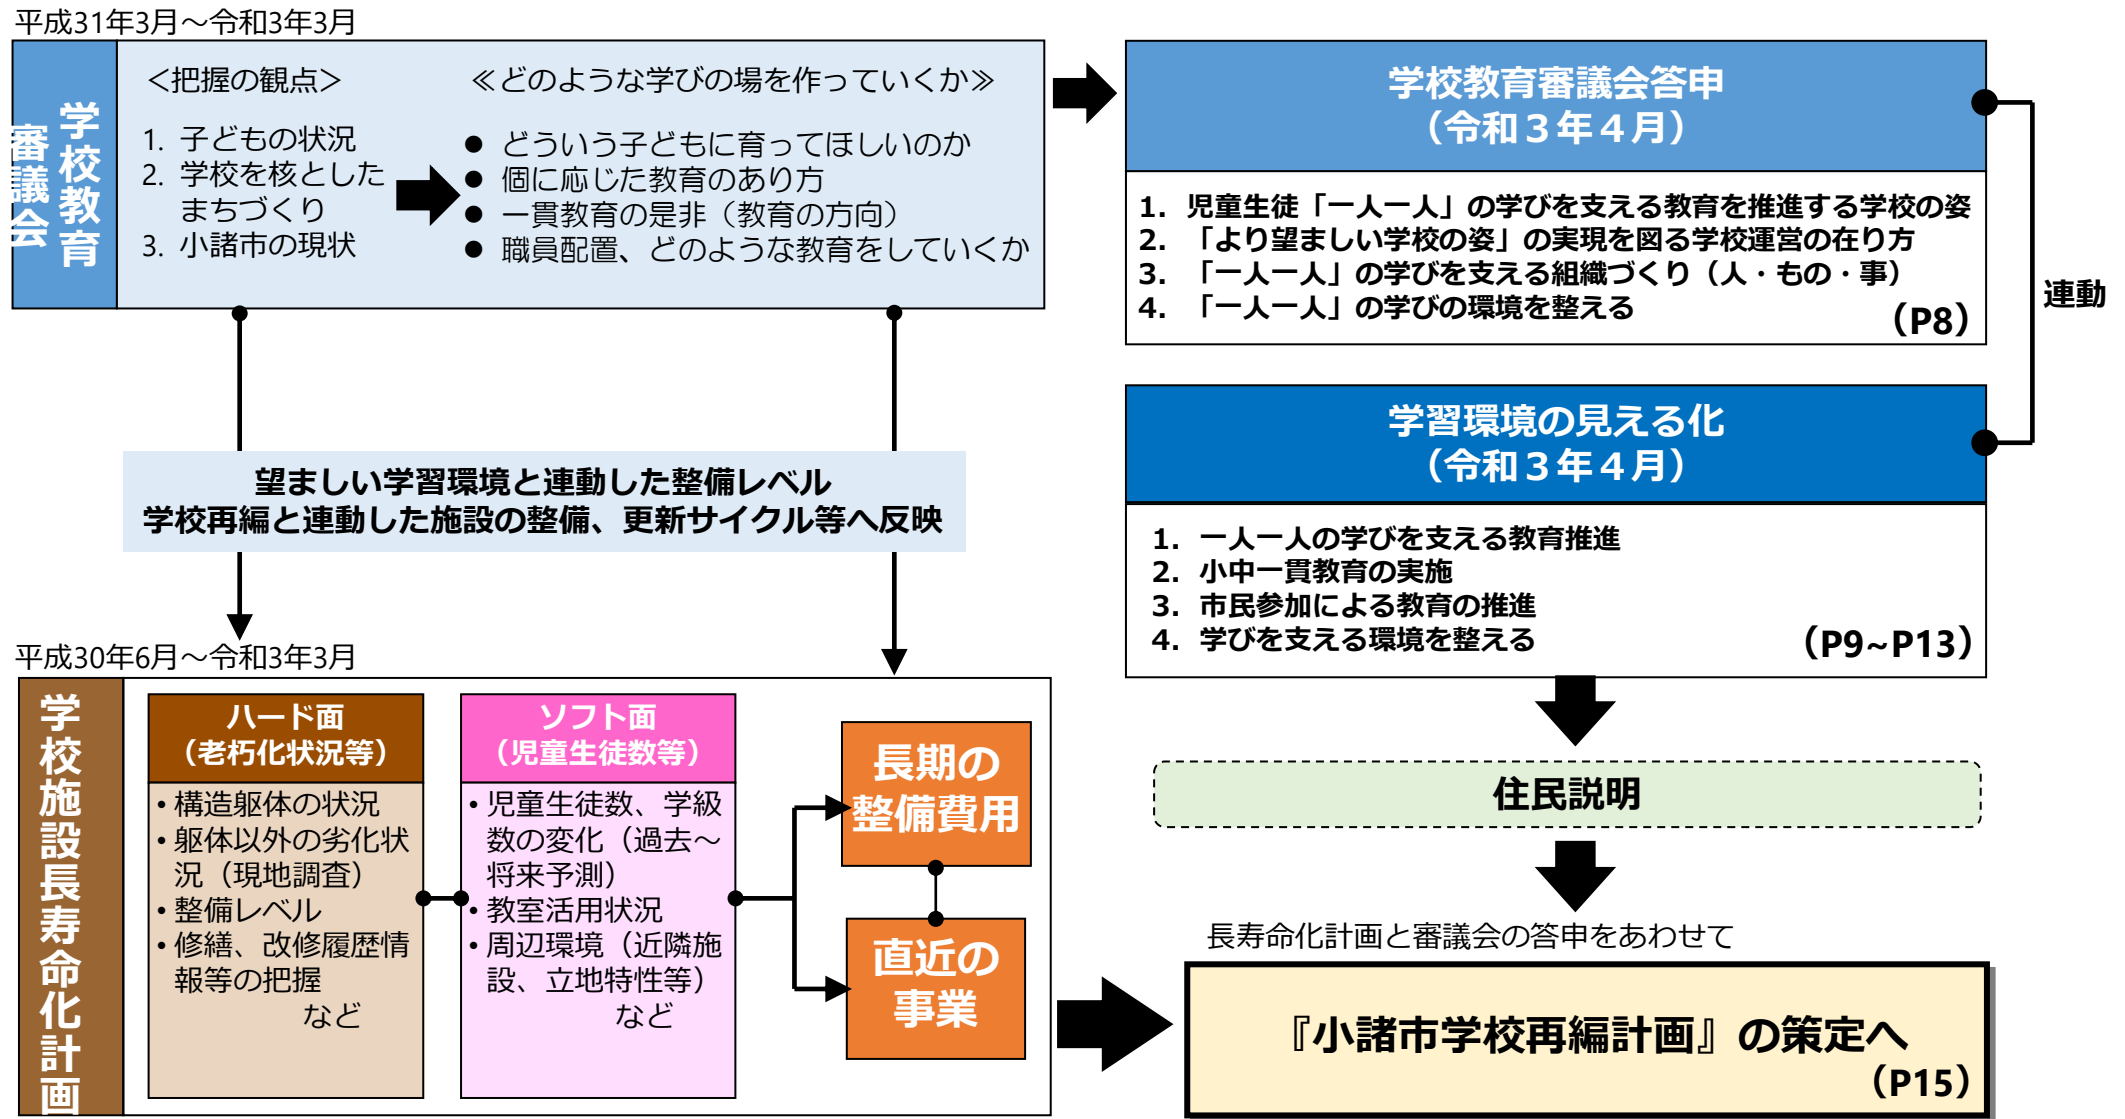 平成31年3月～令和3年3月
学校教育
審議会
＜把握の観点＞
1. 子どもの状況
2. 学校を核とした
まちづくり
3. 小諸市の現状
≪どのような学びの場を作っていくか≫
● どういう子どもに育ってほしいのか
● 個に応じた教育のあり方
● 一貫教育の是非（教育の方向）
● 職員配置、どのような教育をしていくか
学校教育審議会答申
（令和３年４月）
1. 児童生徒「一人一人」の学びを支える教育を推進する学校の姿
2. 「より望ましい学校の姿」の実現を図る学校運営の在り方
3. 「一人一人」の学びを支える組織づくり（人・もの・事）
4. 「一人一人」の学びの環境を整える
（P8）
連動
学習環境の見える化
（令和３年４月）
1. 一人一人の学びを支える教育推進
2. 小中一貫教育の実施
3. 市民参加による教育の推進
4. 学びを支える環境を整える
（P9~P13）
望ましい学習環境と連動した整備レベル
学校再編と連動した施設の整備、更新サイクル等へ反映
平成30年6月～令和3年3月
学校施設長寿命化計画
ハード面
（老朽化状況等）
・構造躯体の状況
・躯体以外の劣化状
況（現地調査）
・整備レベル
・修繕、改修履歴情
報等の把握
など
ソフト面
（児童生徒数等）
・児童生徒数、学級
数の変化（過去～
将来予測）
・教室活用状況
・周辺環境（近隣施
設、立地特性等）
など
長期の
整備費用
直近の
事業
住民説明
長寿命化計画と審議会の答申をあわせて
『小諸市学校再編計画』の策定へ
（P15）